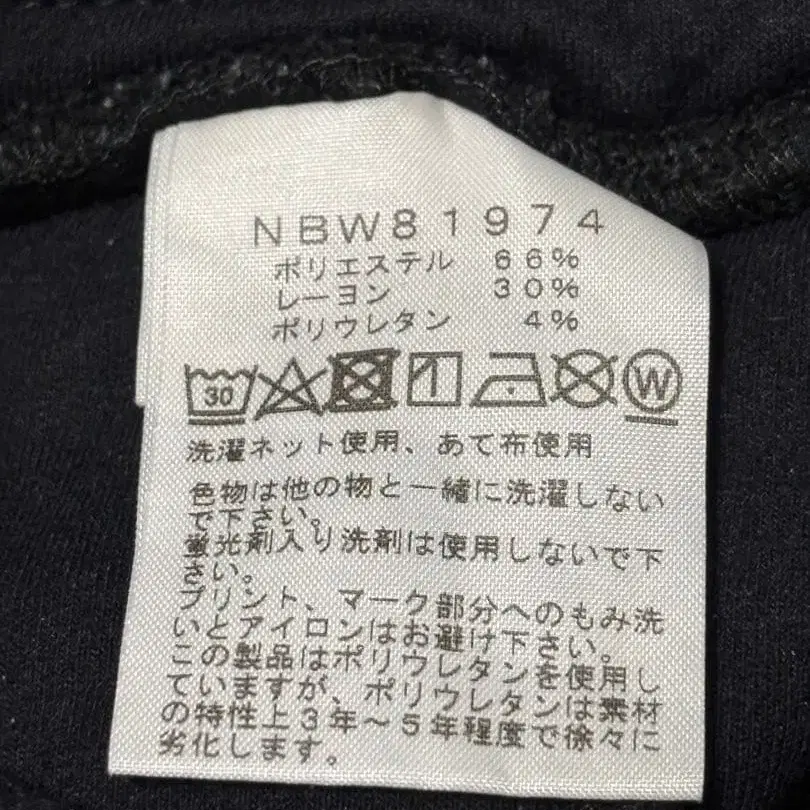 NBW81974
ポリエステル 66%
レーヨン 30%
ポリウレタン 4%
30 W
洗濯ネット使用、あて布使用
色物は他の物と一緒に洗濯しない
で下さい。
蛍光剤入り洗剤は使用しないで下
さい。
プリント、マーク部分へのもみ洗
いとアイロンはお避け下さい。
この製品はポリウレタンを使用し
ていますが、ポリウレタンは素材
の特性上3年〜5年程度で徐々に
劣化します。